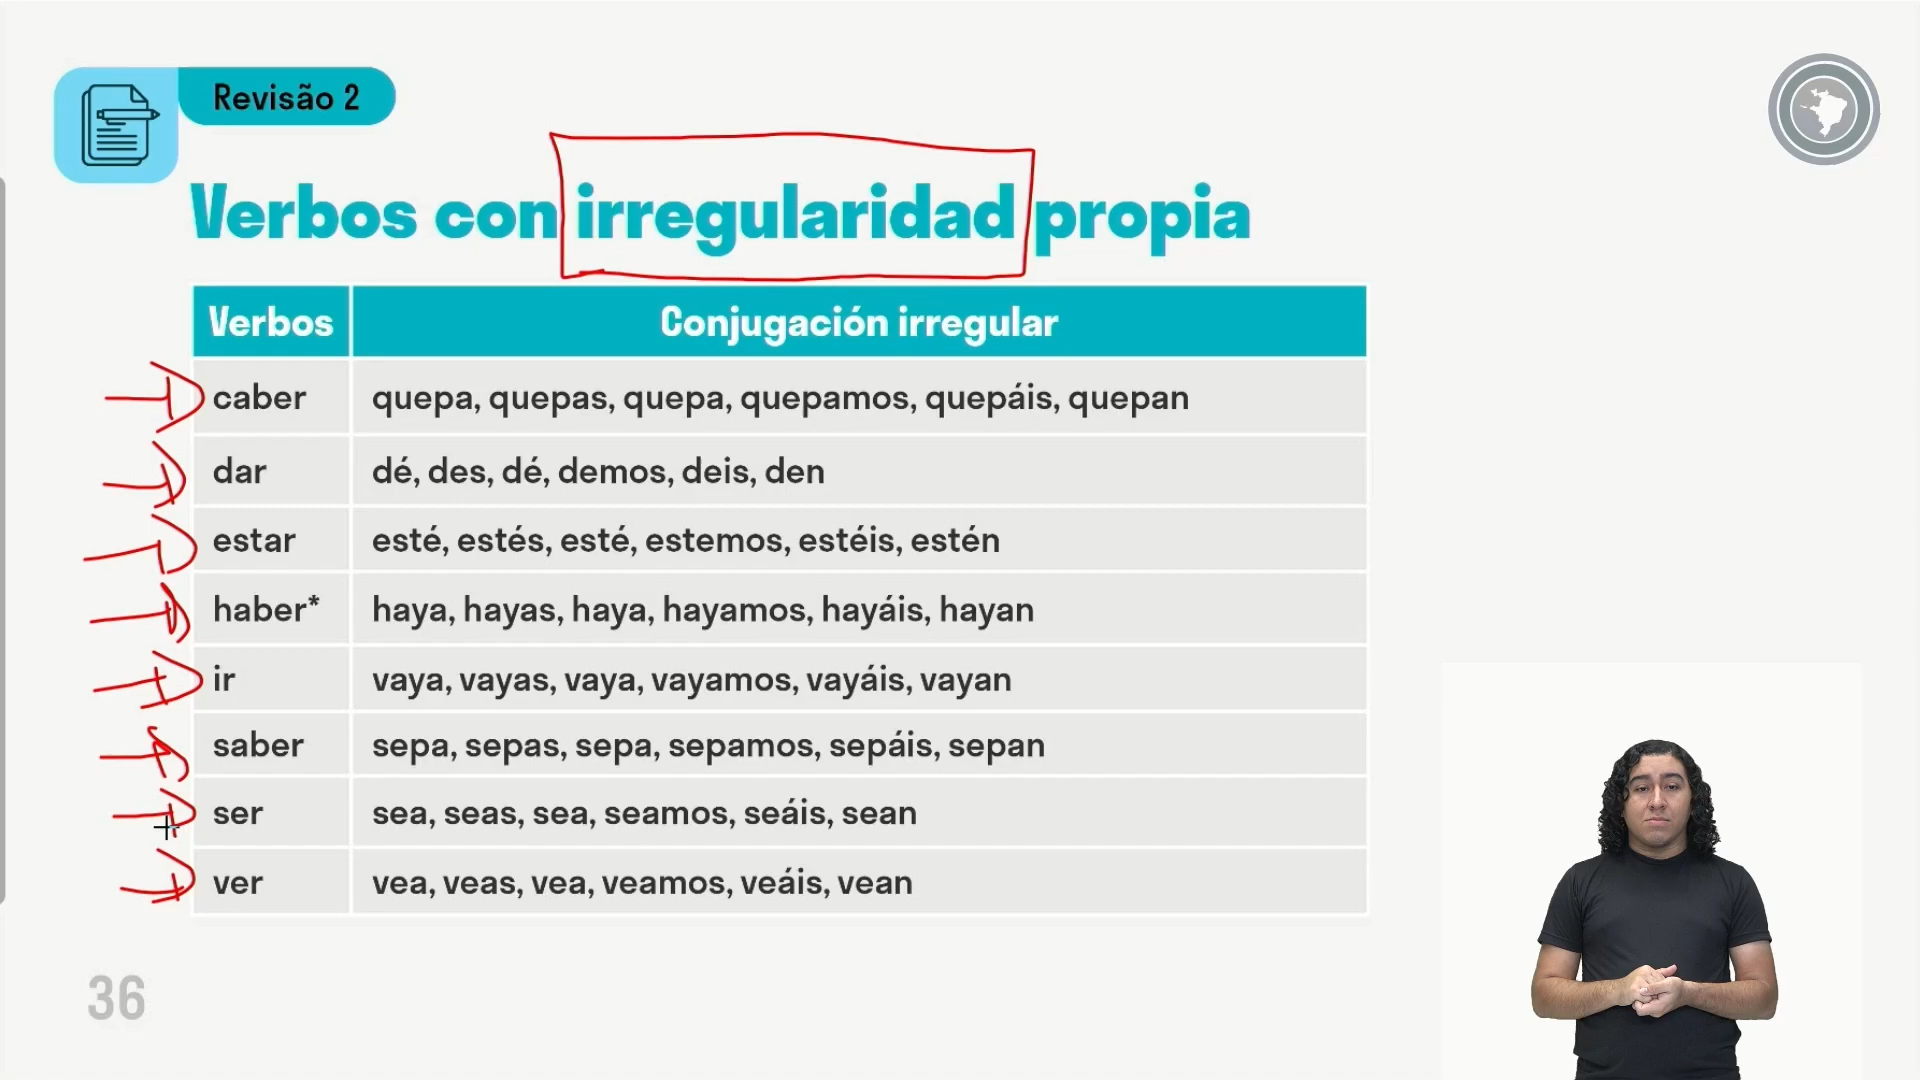 Revisão 2
Verbos con irregularidad propia
Verbos Conjugación irregular
caber quepa, quepas, quepa, quepamos, quepáis, quepan
dar dé, des, dé, demos, deis, den
estar esté, estés, esté, estemos, estéis, estén
haber* haya, hayas, haya, hayamos, hayáis, hayan
ir vaya, vayas, vaya, vayamos, vayáis, vayan
saber sepa, sepas, sepa, sepamos, sepáis, sepan
ser sea, seas, sea, seamos, seáis, sean
ver vea, veas, vea, veamos, veáis, vean
36